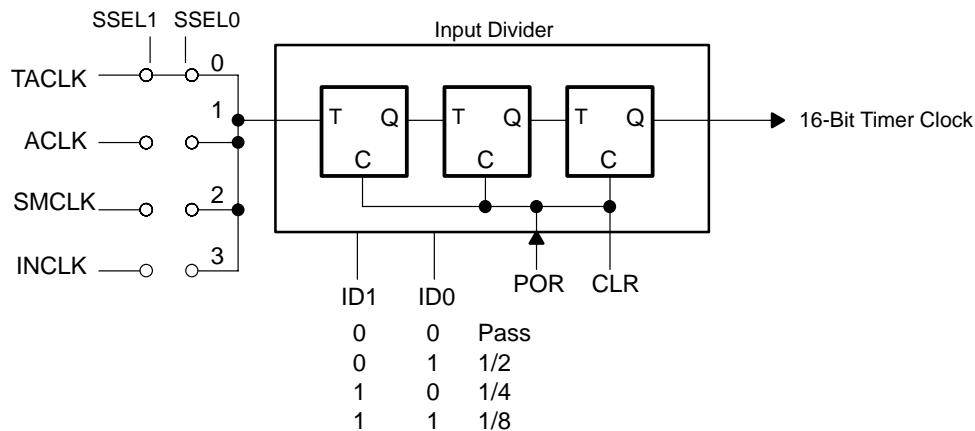 SSEL1 SSEL0
Input Divider
TACLK
0
1
ACLK
SMCLK
2
INCLK
3
T Q
C
T Q
C
T Q
C
16-Bit Timer Clock
ID1 ID0
POR CLR
0 0 Pass
0 1 1/2
1 0 1/4
1 1 1/8